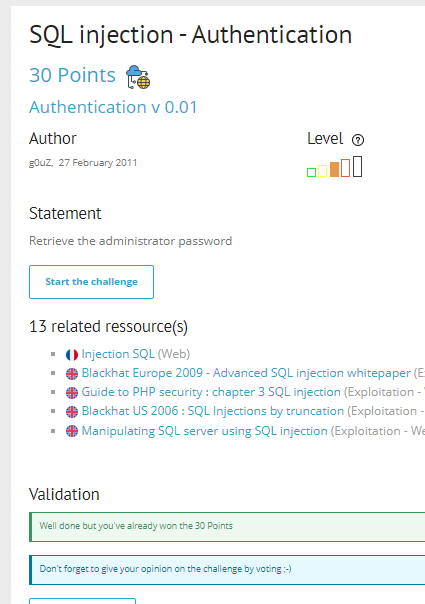 SQL injection - Authentication
30 Points
Authentication v 0.01
Author
Level ?
g0uZ, 27 February 2011
Statement
Retrieve the administrator password
Start the challenge
13 related ressource(s)
Injection SQL (Web)
Blackhat Europe 2009 - Advanced SQL injection whitepaper (E
Guide to PHP security : chapter 3 SQL injection (Exploitation -
Blackhat US 2006 : SQL Injections by truncation (Exploitation -
Manipulating SQL server using SQL injection (Exploitation - We
Validation
Well done but you've already won the 30 Points
Don't forget to give your opinion on the challenge by voting ;-)